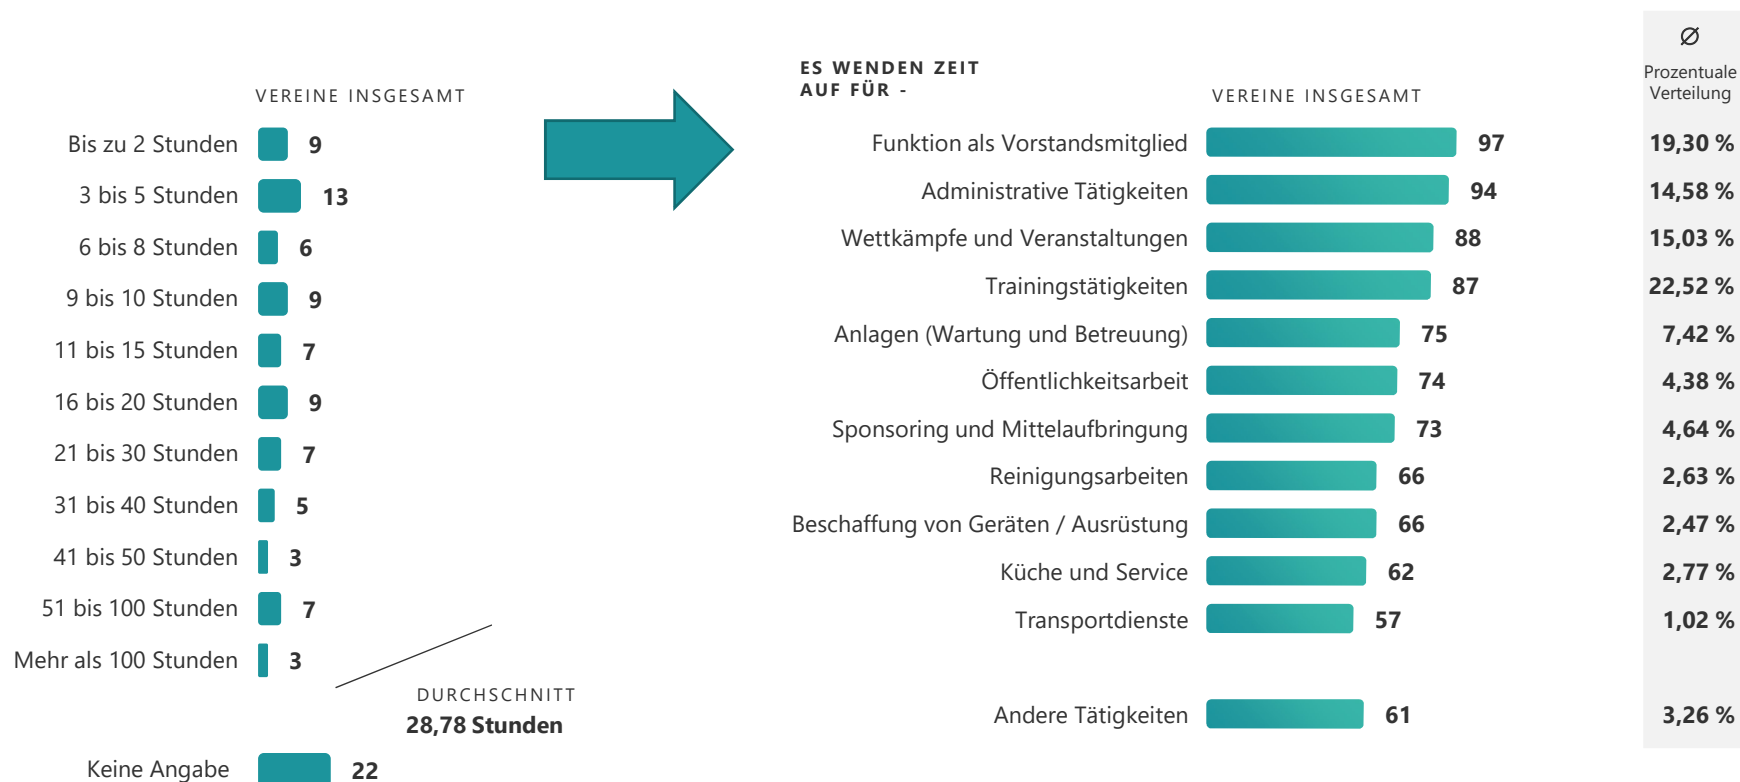 VEREINE INSGESAMT
Bis zu 2 Stunden 9
3 bis 5 Stunden 13
6 bis 8 Stunden 6
9 bis 10 Stunden 9
11 bis 15 Stunden 7
16 bis 20 Stunden 9
21 bis 30 Stunden 7
31 bis 40 Stunden 5
41 bis 50 Stunden 3
51 bis 100 Stunden 7
Mehr als 100 Stunden 3
DURCHSCHNITT
28,78 Stunden
Keine Angabe 22
ES WENDEN ZEIT
AUF FÜR -
VEREINE INSGESAMT
Ø
Prozentuale
Verteilung
Funktion als Vorstandsmitglied 97 19,30 %
Administrative Tätigkeiten 94 14,58 %
Wettkämpfe und Veranstaltungen 88 15,03 %
Trainingstätigkeiten 87 22,52 %
Anlagen (Wartung und Betreuung) 75 7,42 %
Öffentlichkeitsarbeit 74 4,38 %
Sponsoring und Mittelaufbringung 73 4,64 %
Reinigungsarbeiten 66 2,63 %
Beschaffung von Geräten / Ausrüstung 66 2,47 %
Küche und Service 62 2,77 %
Transportdienste 57 1,02 %
Andere Tätigkeiten 61 3,26 %